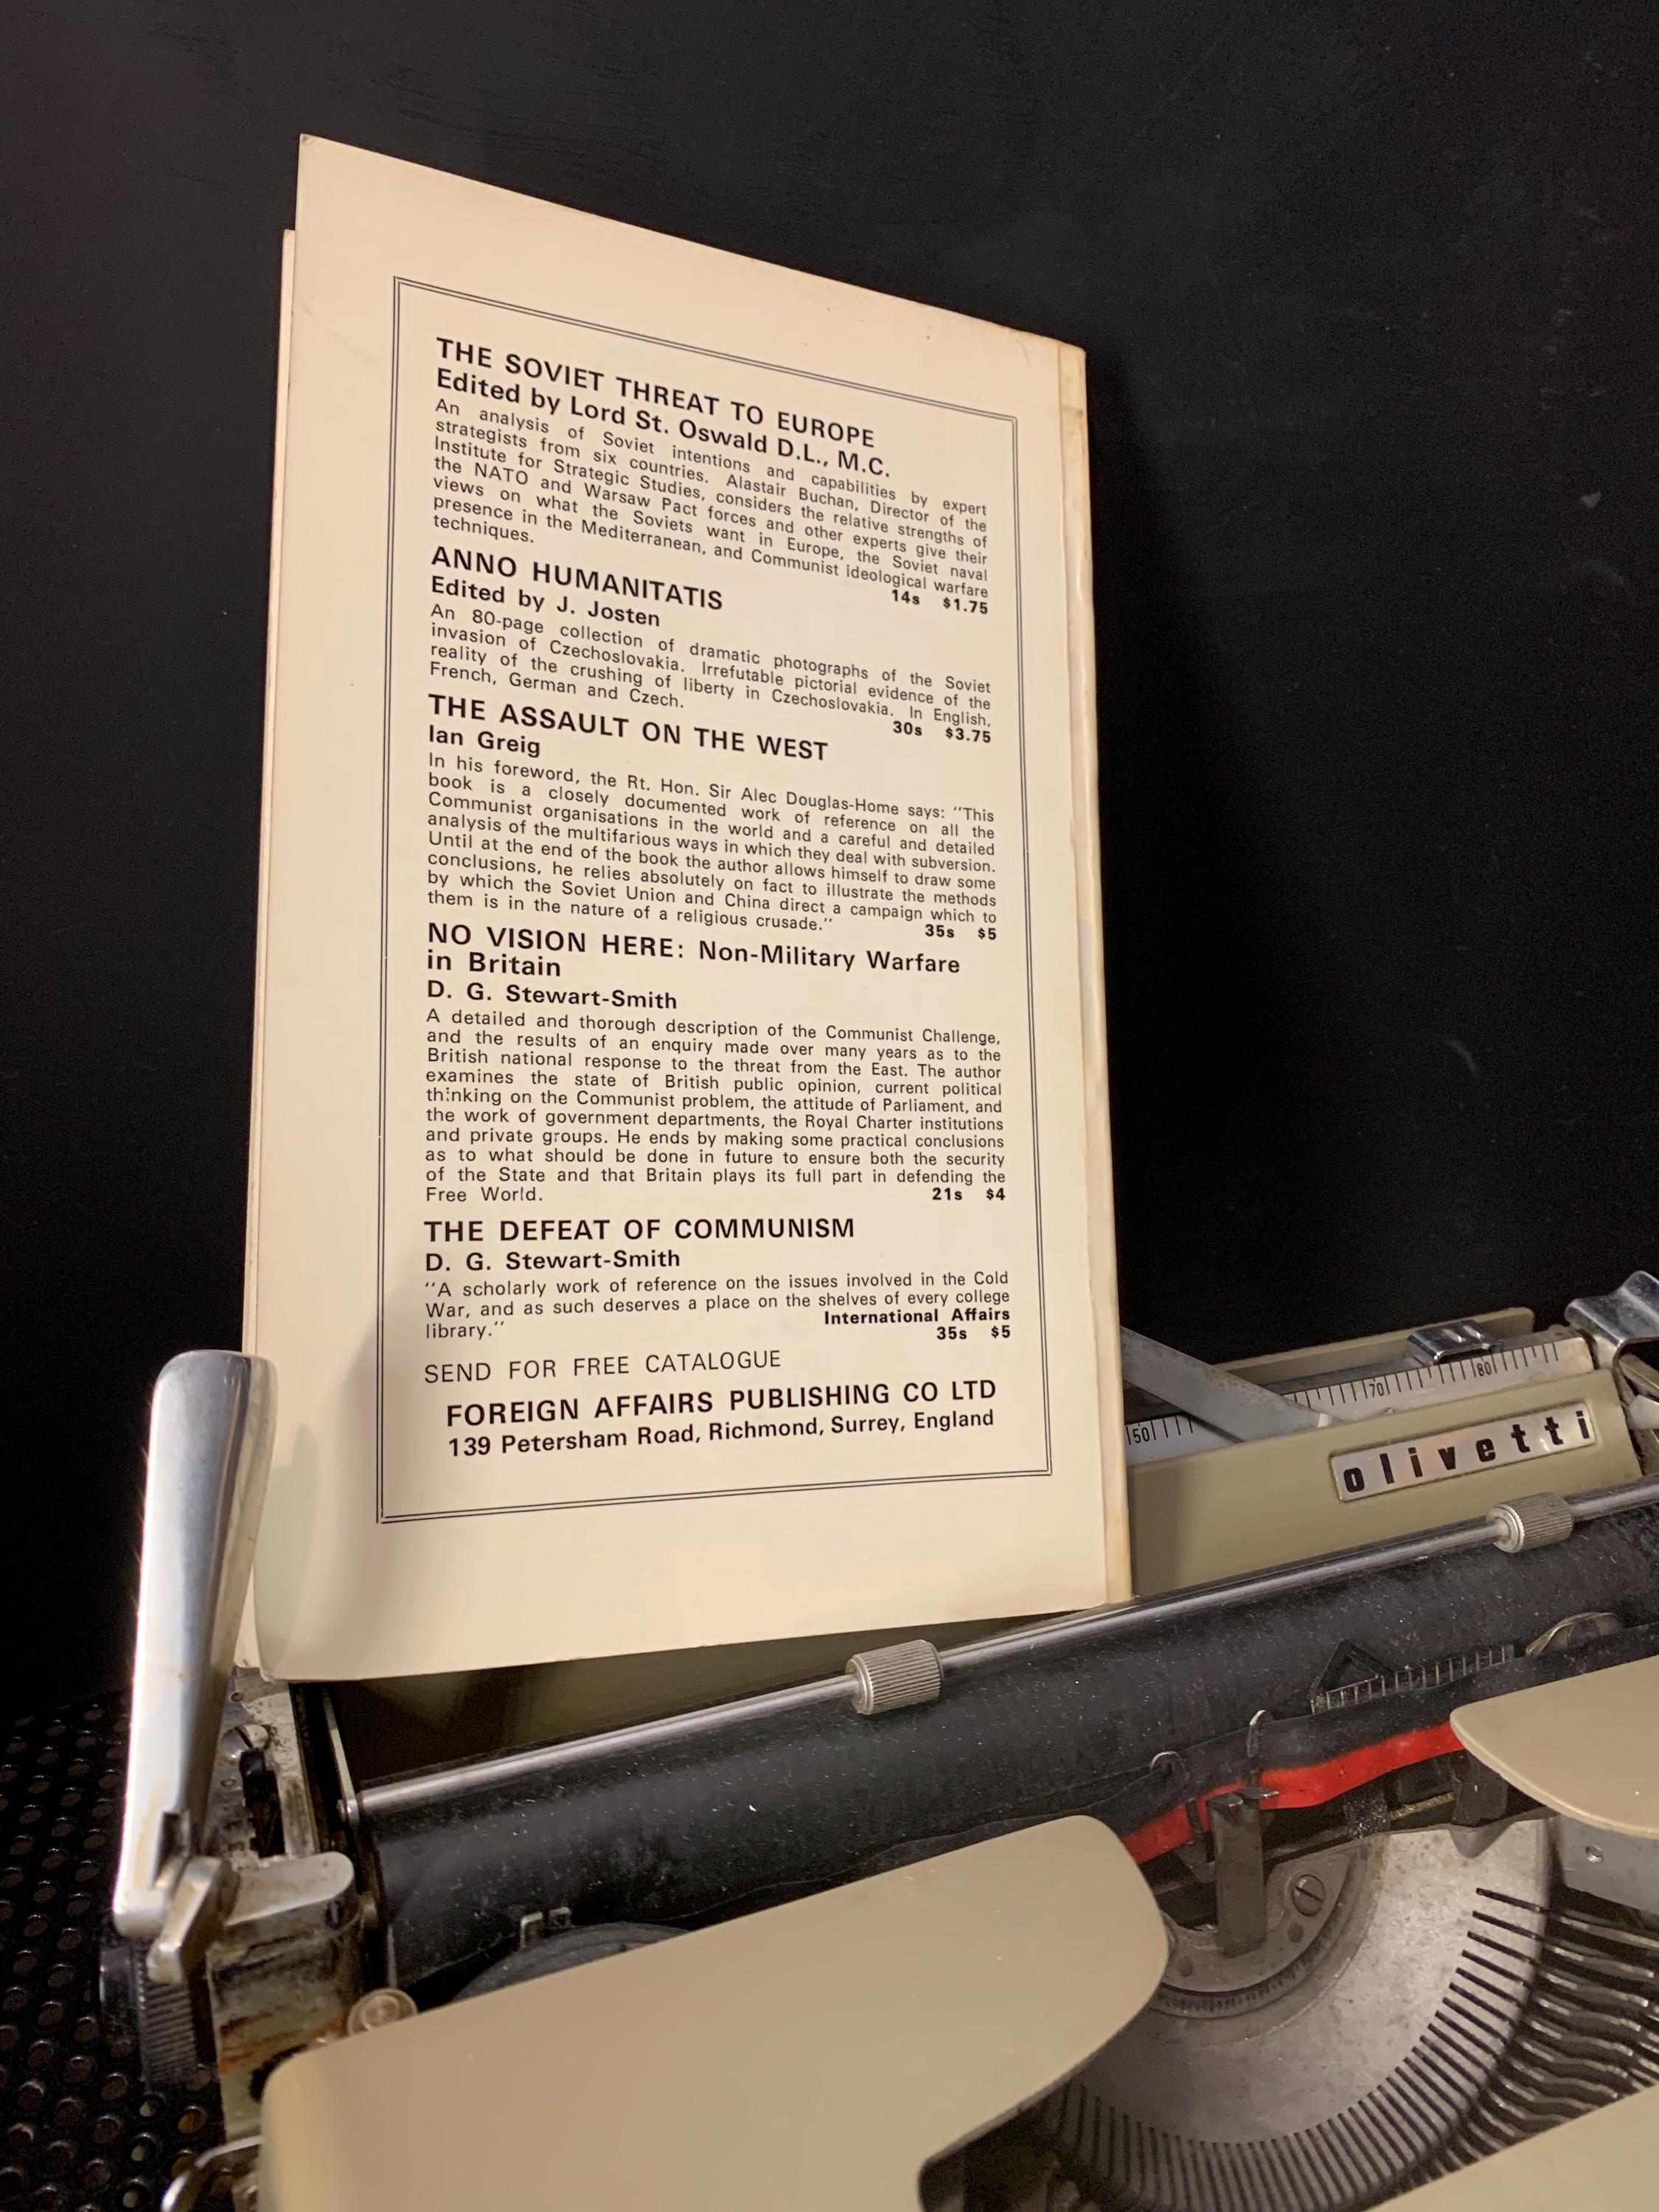 THE SOVIET THREAT TO EUROPE
Edited by Lord St. Oswald D.L., M.C.
An analysis of Soviet intentions and capabilities by expert
strategists from six countries. Alastair Buchan, Director of the
Institute for Strategic Studies, considers the relative strengths of
the NATO and Warsaw Pact forces and other experts give their
views on what the Soviets want in Europe, the Soviet naval
presence in the Mediterranean, and Communist ideological warfare
techniques. 14s $1.75
ANNO HUMANITATIS
Edited by J. Josten
An 80-page collection of dramatic photographs of the Soviet
invasion of Czechoslovakia. Irrefutable pictorial evidence of the
reality of the crushing of liberty in Czechoslovakia. In English,
French, German and Czech. 30s $3.75
THE ASSAULT ON THE WEST
Ian Greig
In his foreword, the Rt. Hon. Sir Alec Douglas-Home says: "This
book is a closely documented work of reference on all the
Communist organisations in the world and a careful and detailed
analysis of the multifarious ways in which they deal with subversion.
Until at the end of the book the author allows himself to draw some
conclusions, he relies absolutely on fact to illustrate the methods
by which the Soviet Union and China direct a campaign which to
them is in the nature of a religious crusade." 35s $5
NO VISION HERE: Non-Military Warfare
in Britain
D. G. Stewart-Smith
A detailed and thorough description of the Communist Challenge,
and the results of an enquiry made over many years as to the
British national response to the threat from the East. The author
examines the state of British public opinion, current political
thinking on the Communist problem, the attitude of Parliament, and
the work of government departments, the Royal Charter institutions
and private groups. He ends by making some practical conclusions
as to what should be done in future to ensure both the security
of the State and that Britain plays its full part in defending the
Free World. 21s $4
THE DEFEAT OF COMMUNISM
D. G. Stewart-Smith
"A scholarly work of reference on the issues involved in the Cold
War, and as such deserves a place on the shelves of every college
library." International Affairs
35s $5
SEND FOR FREE CATALOGUE
FOREIGN AFFAIRS PUBLISHING CO LTD
139 Petersham Road, Richmond, Surrey, England
50 70 80
olivetti